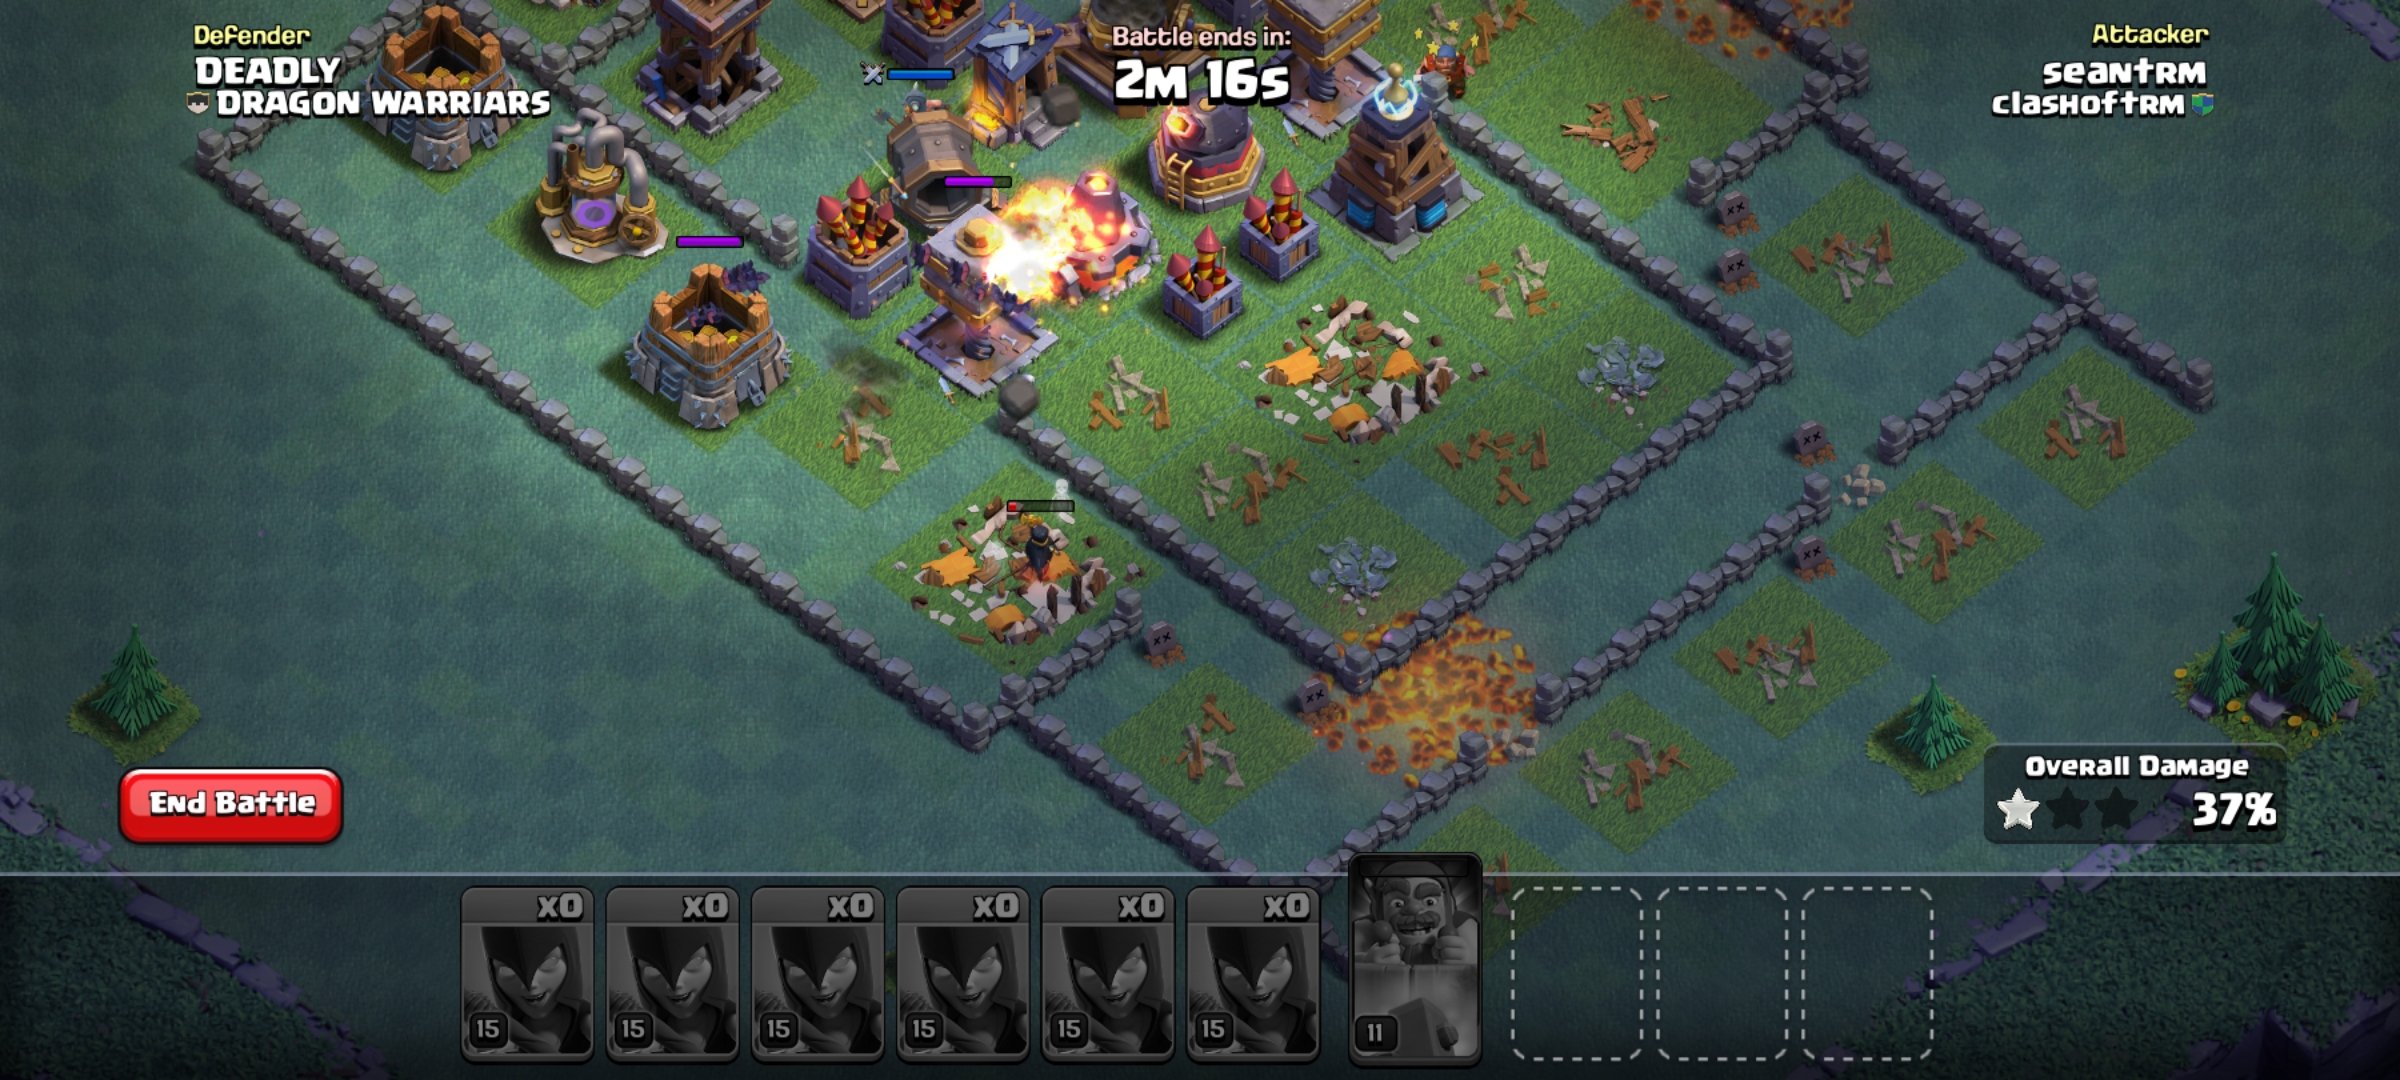 Defender
DEADLY
DRAGON WARRIARS
Battle ends in:
2M 16S
Attacker
seantRM
clashoftRM
End Battle
Overall Damage
37%
x0
x0
x0
x0
x0
x0
15
15
15
15
15
15
11